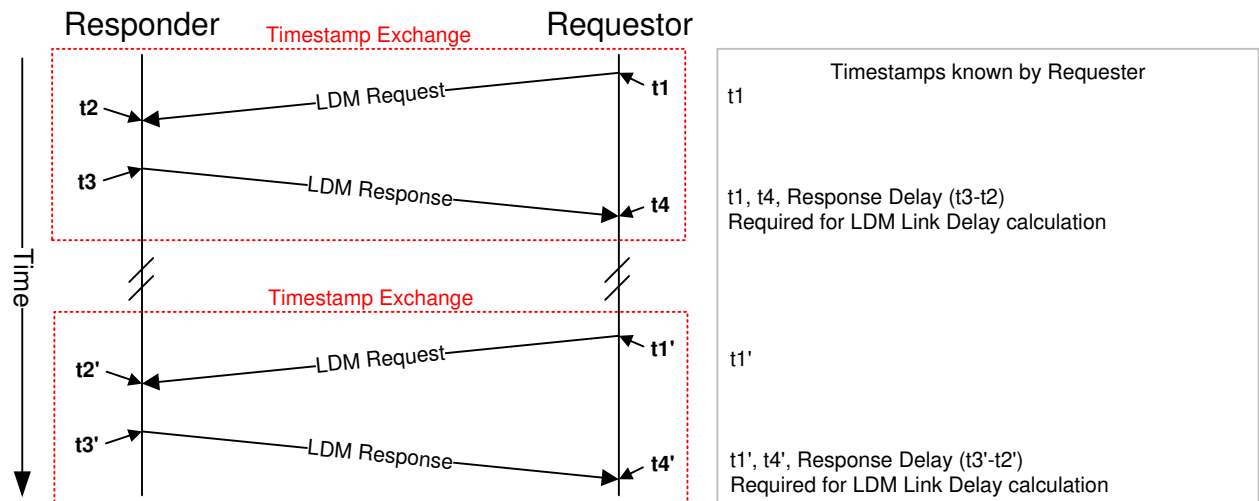 Responder
Timestamp Exchange
Requestor
Timestamps known by Requester
t1
LDM Request
t1
t2
t3
LDM Response
t4
t1, t4, Response Delay (t3-t2)
Required for LDM Link Delay calculation
Time
Timestamp Exchange
LDM Request
t1'
t1'
t2'
t3'
LDM Response
t4'
t1', t4', Response Delay (t3'-t2')
Required for LDM Link Delay calculation